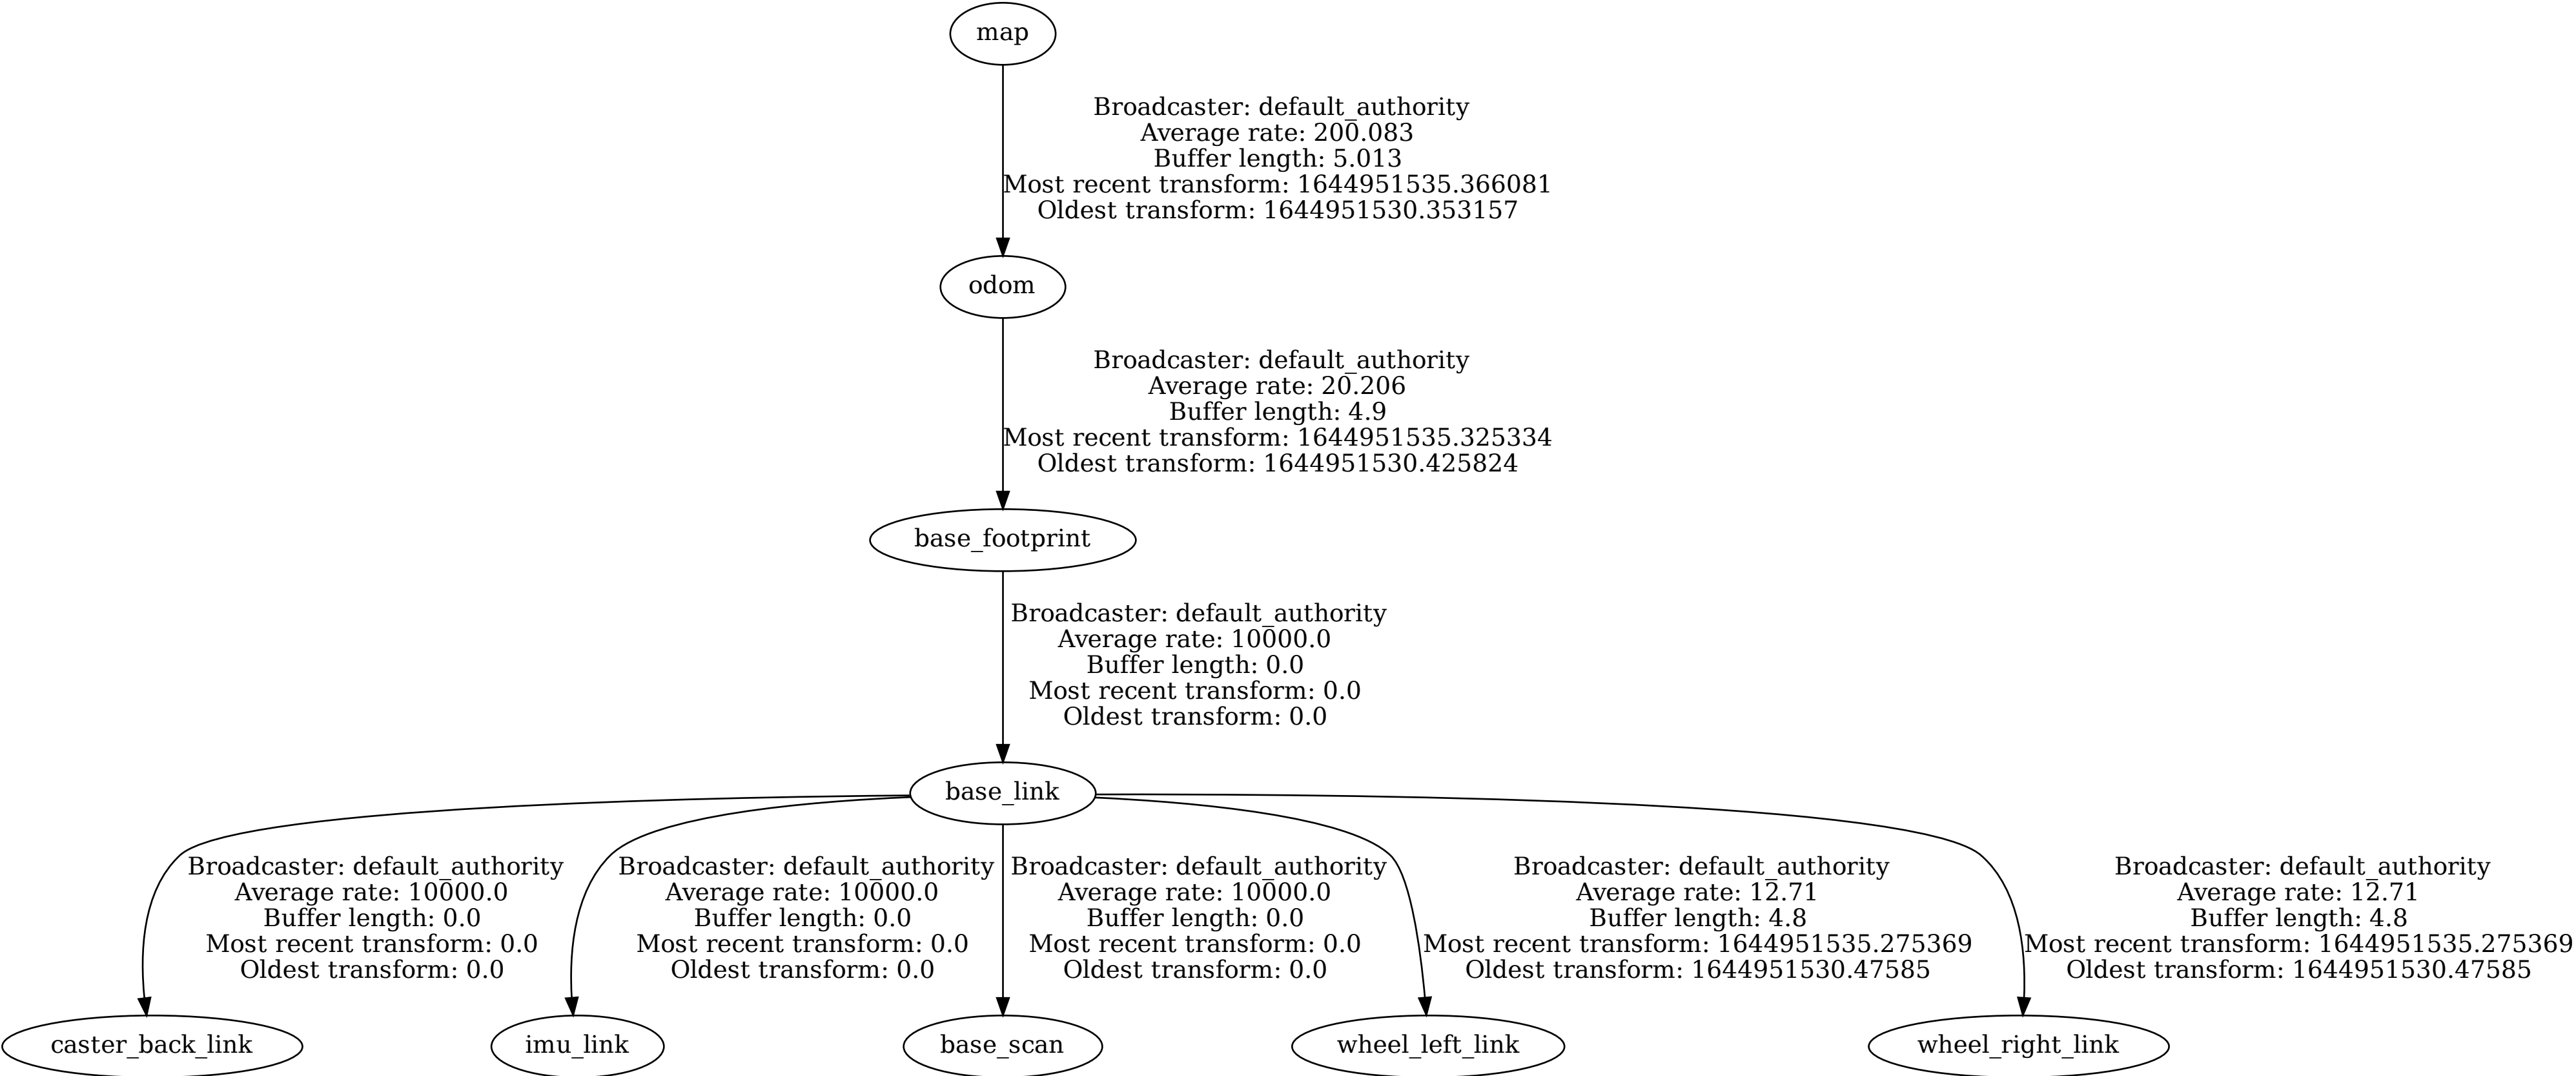 map
Broadcaster: default_authority
Average rate: 200.083
Buffer length: 5.013
Most recent transform: 1644951535.366081
Oldest transform: 1644951530.353157
odom
Broadcaster: default_authority
Average rate: 20.206
Buffer length: 4.9
Most recent transform: 1644951535.325334
Oldest transform: 1644951530.425824
base_footprint
Broadcaster: default_authority
Average rate: 10000.0
Buffer length: 0.0
Most recent transform: 0.0
Oldest transform: 0.0
base_link
Broadcaster: default_authority
Average rate: 10000.0
Buffer length: 0.0
Most recent transform: 0.0
Oldest transform: 0.0
Broadcaster: default_authority
Average rate: 10000.0
Buffer length: 0.0
Most recent transform: 0.0
Oldest transform: 0.0
Broadcaster: default_authority
Average rate: 10000.0
Buffer length: 0.0
Most recent transform: 0.0
Oldest transform: 0.0
Broadcaster: default_authority
Average rate: 12.71
Buffer length: 4.8
Most recent transform: 1644951535.275369
Oldest transform: 1644951530.47585
Broadcaster: default_authority
Average rate: 12.71
Buffer length: 4.8
Most recent transform: 1644951535.275369
Oldest transform: 1644951530.47585
caster_back_link
imu_link
base_scan
wheel_left_link
wheel_right_link